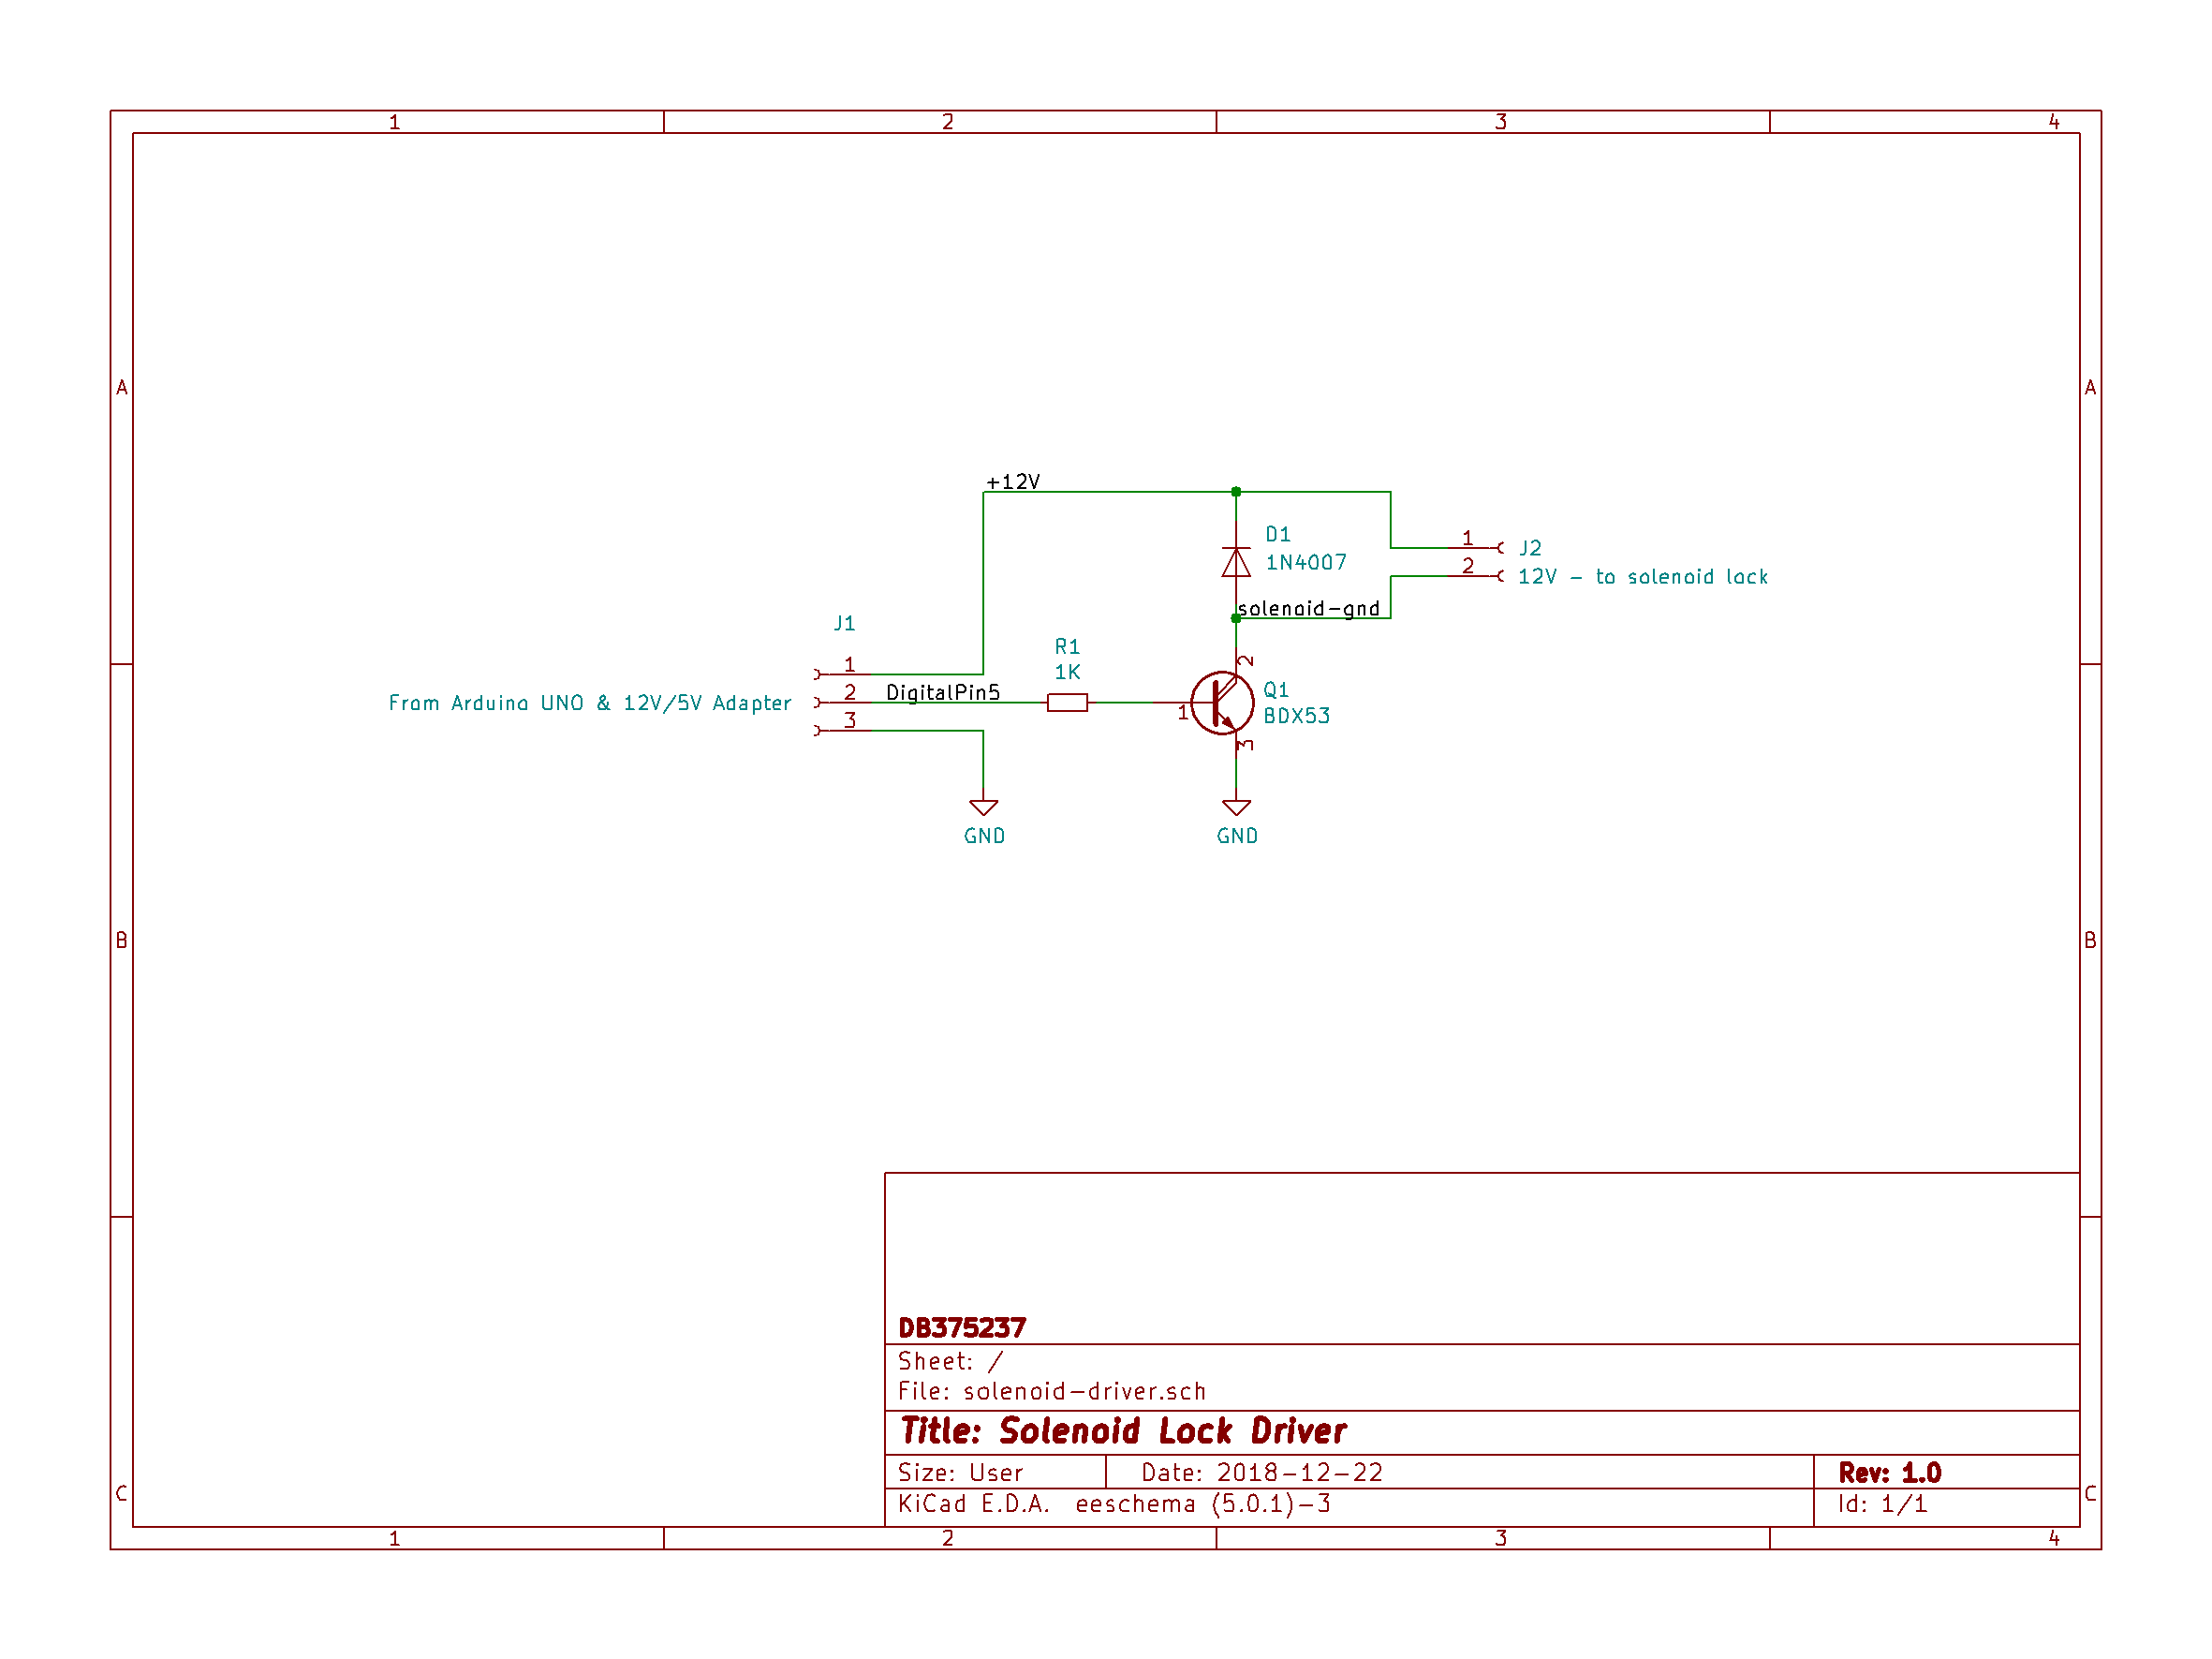 1 2 3 4
A A
+12V
D1
1N4007
1 J2
2 12V - to solenoid lock
solenoid-gnd
J1
R1
1K
1
2
3
DigitalPin5
From Arduino UNO & 12V/5V Adapter
2
1
3
Q1
BDX53
GND GND
B B
DB375237
Sheet: /
File: solenoid-driver.sch
Title: Solenoid Lock Driver
Size: User Date: 2018-12-22 Rev: 1.0
KiCad E.D.A. eeschema (5.0.1)-3 Id: 1/1
C C
1 2 3 4